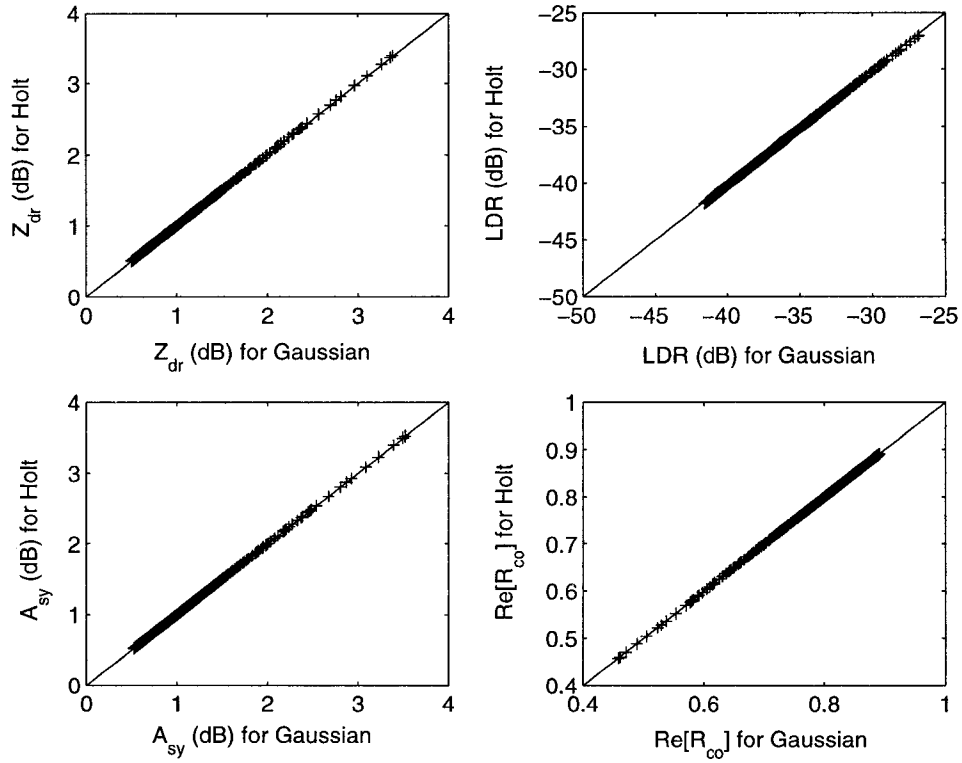 4
3
2
1
0
0 1 2 3 4
Z_dr (dB) for Holt
Z_dr (dB) for Gaussian
−25
−30
−35
−40
−45
−50
−50 −45 −40 −35 −30 −25
LDR (dB) for Holt
LDR (dB) for Gaussian
4
3
2
1
0
0 1 2 3 4
A_sy (dB) for Holt
A_sy (dB) for Gaussian
1
0.9
0.8
0.7
0.6
0.5
0.4
0.4 0.6 0.8 1
Re[R_co] for Holt
Re[R_co] for Gaussian